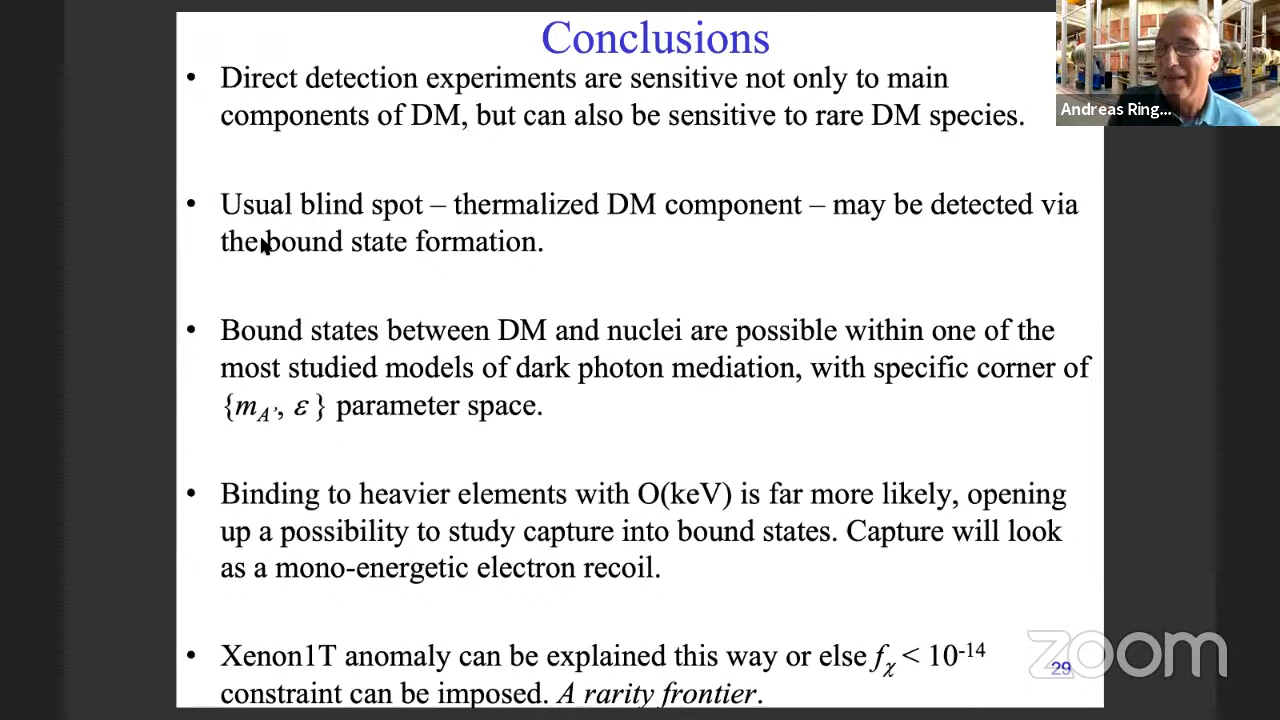 Conclusions
• Direct detection experiments are sensitive not only to main
components of DM, but can also be sensitive to rare DM species.
• Usual blind spot – thermalized DM component – may be detected via
the bound state formation.
• Bound states between DM and nuclei are possible within one of the
most studied models of dark photon mediation, with specific corner of
{m_A’, ε } parameter space.
• Binding to heavier elements with O(keV) is far more likely, opening
up a possibility to study capture into bound states. Capture will look
as a mono-energetic electron recoil.
• Xenon1T anomaly can be explained this way or else f_χ < 10^-14
constraint can be imposed. A rarity frontier.
29
Andreas Ring...
zoom